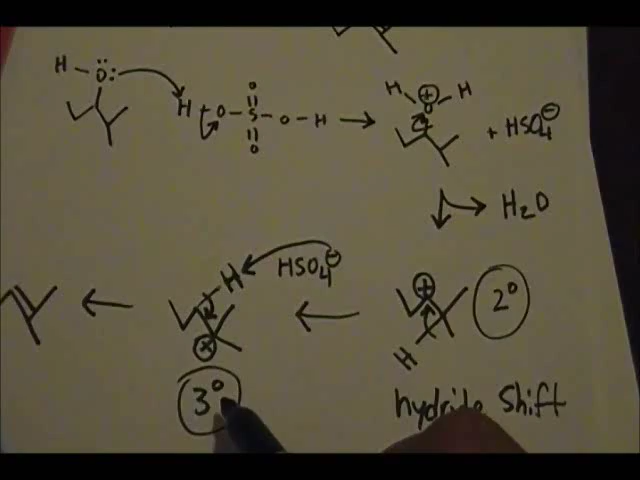 H - O: H - O - S - O - H → H O H + HSO4⊖
O
O
→ H2O
H HSO4⊖ ⊕ 2°
⊕ H
3° hydride shift